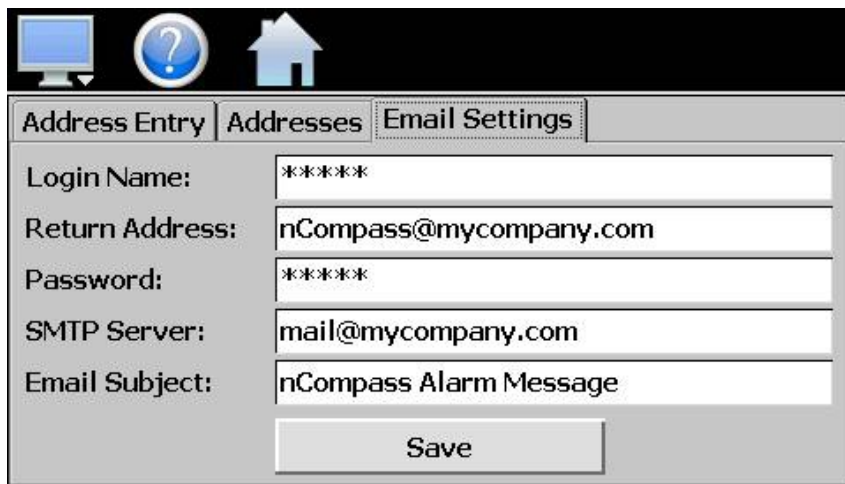 ?
Address Entry Addresses Email Settings
Login Name: *****
Return Address: nCompass@mycompany.com
Password: *****
SMTP Server: mail@mycompany.com
Email Subject: nCompass Alarm Message
Save